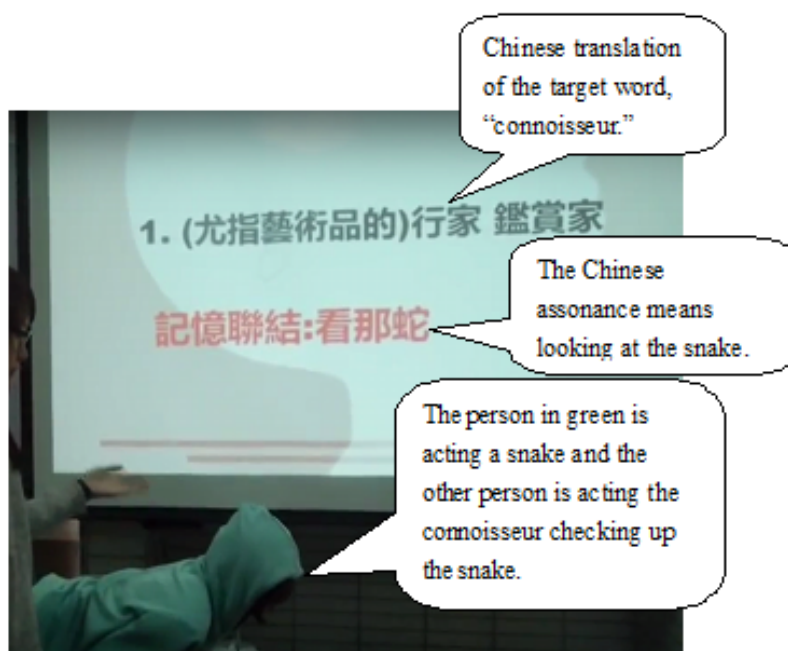 Chinese translation
of the target word,
“connoisseur.”
1. (尤指藝術品的)行家 鑑賞家
The Chinese
assonance means
looking at the snake.
記憶聯結:看那蛇
The person in green is
acting a snake and the
other person is acting the
connoisseur checking up
the snake.